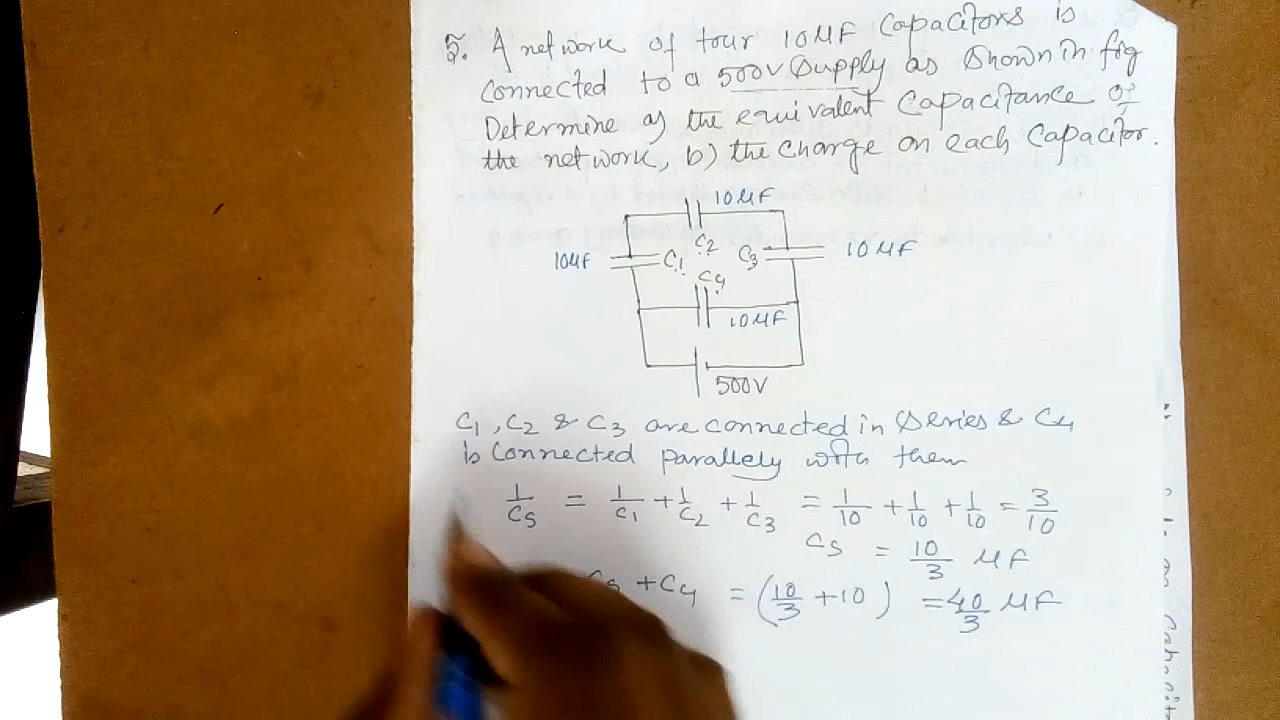 5. A network of four 10μF Capacitors is
connected to a 500V Supply as Shown in fig
Determine a) the equivalent Capacitance of
the network, b) the charge on each Capacitor.
10μF
C2
10μF C1 C3 10μF
C4
10μF
500V
C1, C2 & C3 are connected in Series & C4
is Connected parallely with them
1/CS = 1/C1 + 1/C2 + 1/C3 = 1/10 + 1/10 + 1/10 = 3/10
CS = 10/3 μF
+ C4 = (10/3 + 10) = 40/3 μF